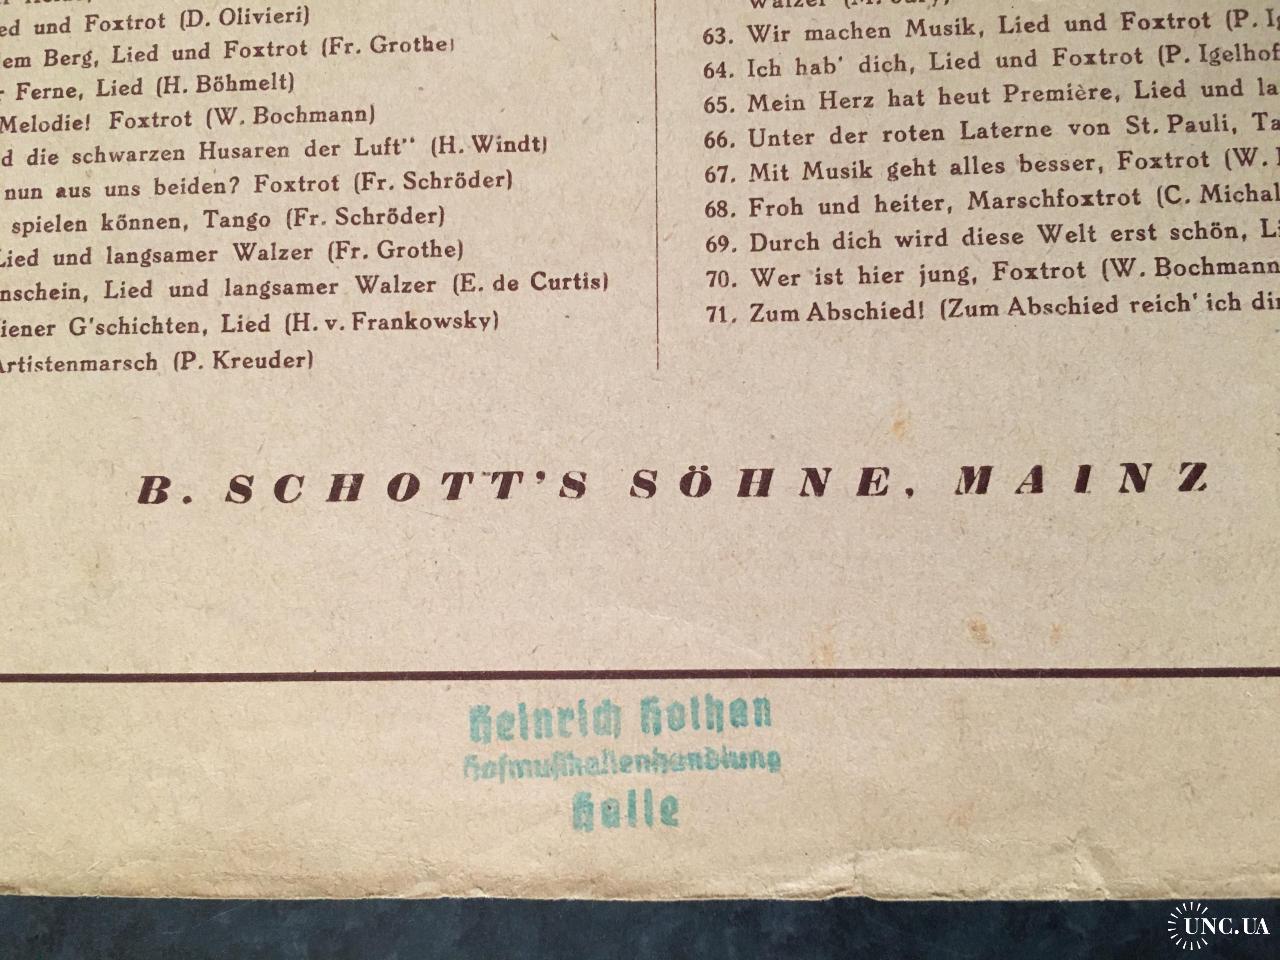 ed und Foxtrot (D. Olivieri)
em Berg, Lied und Foxtrot (Fr. Grothe)
Ferne, Lied (H. Böhmelt)
Melodie! Foxtrot (W. Bochmann)
d die schwarzen Husaren der Luft" (H. Windt)
nun aus uns beiden? Foxtrot (Fr. Schröder)
spielen können, Tango (Fr. Schröder)
Lied und langsamer Walzer (Fr. Grothe)
nschein, Lied und langsamer Walzer (E. de Curtis)
iener G'schichten, Lied (H. v. Frankowsky)
Artistenmarsch (P. Kreuder)
63. Wir machen Musik, Lied und Foxtrot (P. Ig
64. Ich hab' dich, Lied und Foxtrot (P. Igelhof
65. Mein Herz hat heut Première, Lied und la
66. Unter der roten Laterne von St. Pauli, Ta
67. Mit Musik geht alles besser, Foxtrot (W.
68. Froh und heiter, Marschfoxtrot (C. Michal
69. Durch dich wird diese Welt erst schön, Li
70. Wer ist hier jung, Foxtrot (W. Bochmann
71. Zum Abschied! (Zum Abschied reich' ich dir
B. SCHOTT'S SÖHNE, MAINZ
Heinrich Hothan
Hofmusikalienhandlung
Halle
UNC.UA